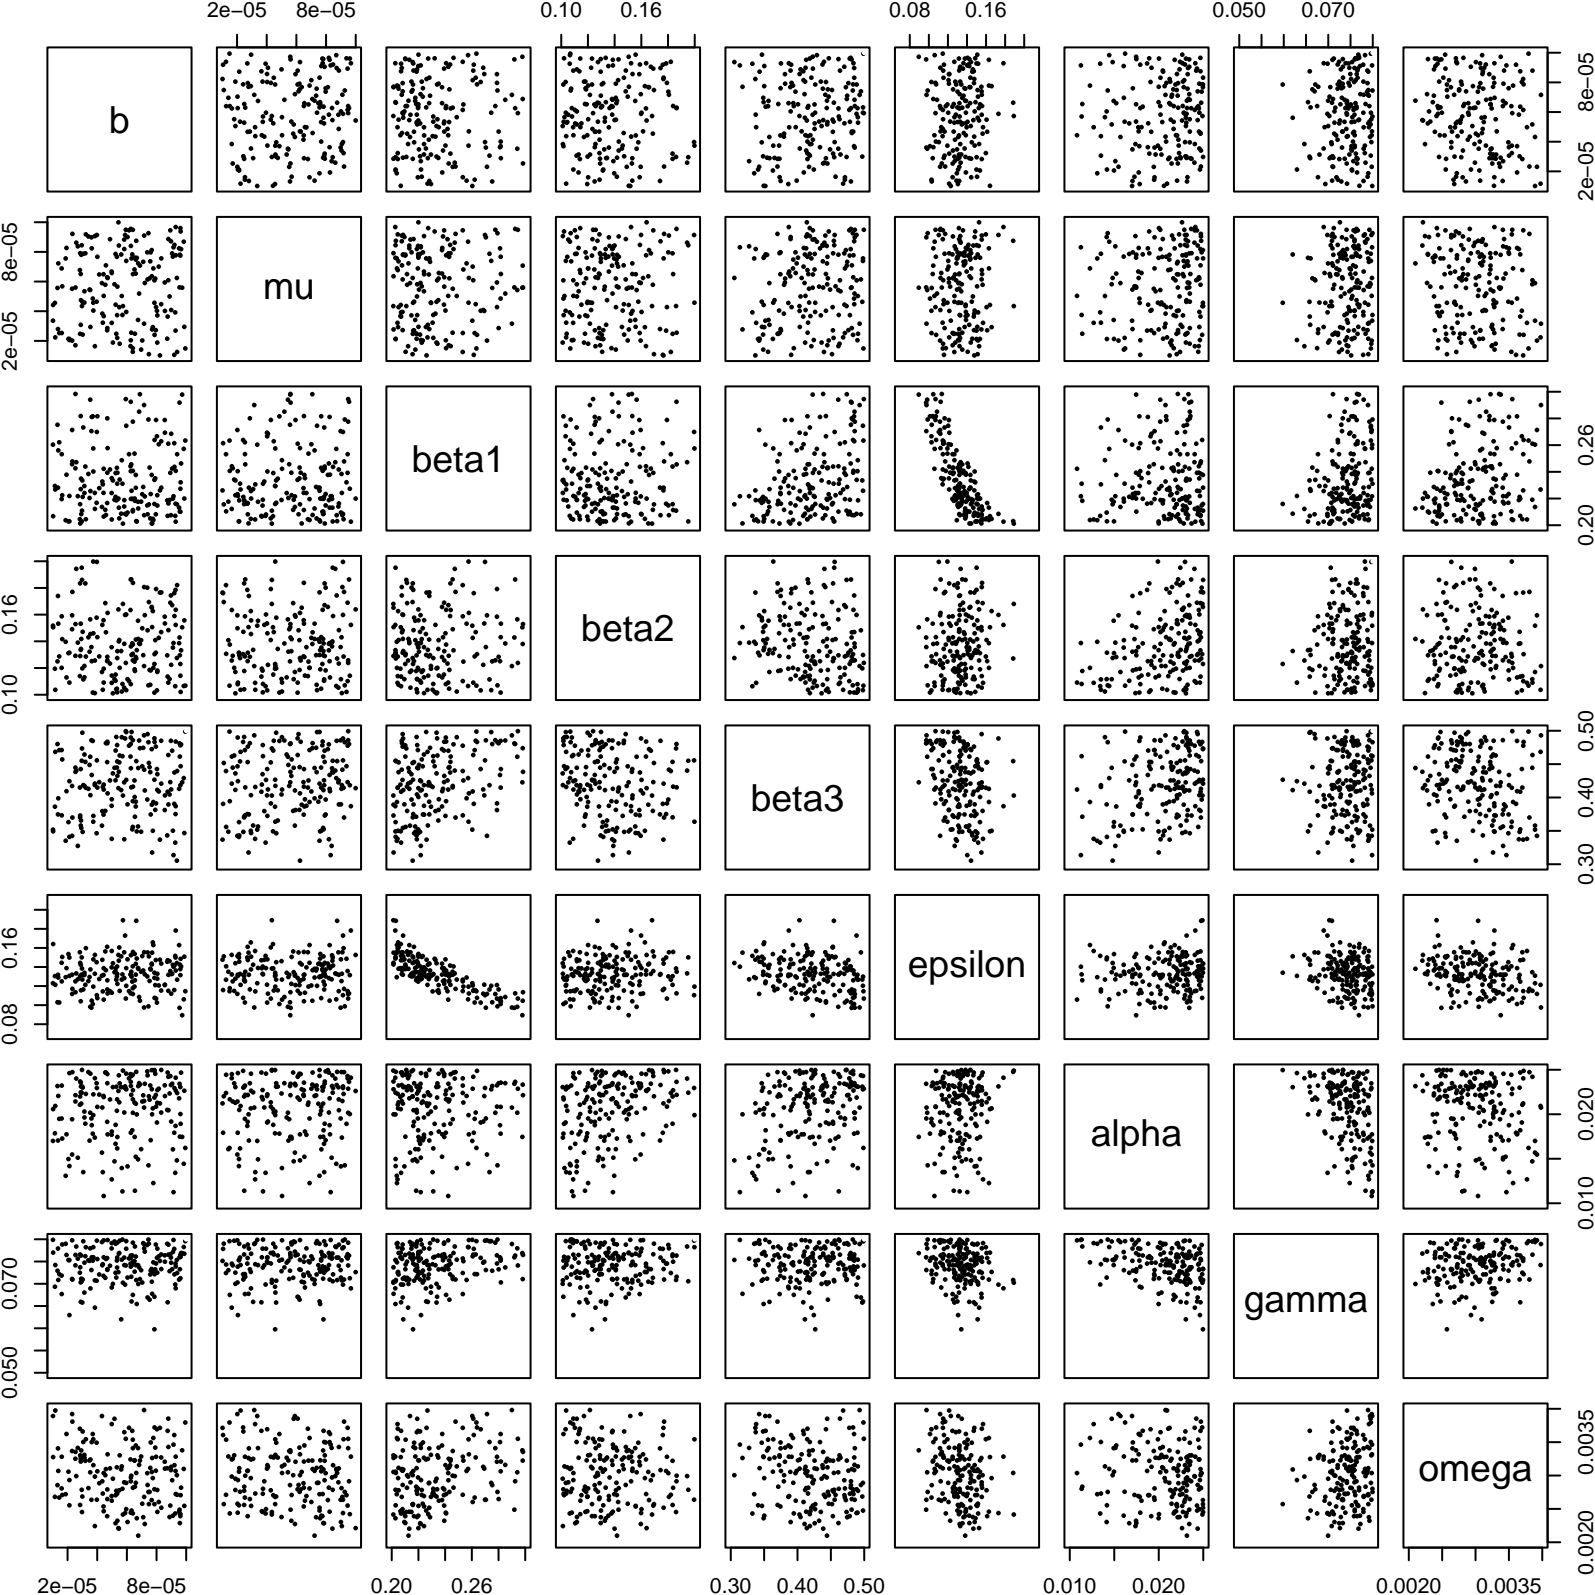 2e−05 8e−05 0.10 0.16 0.08 0.16 0.050 0.070
b
2e−05 8e−05
2e−05 8e−05
mu
beta1
0.20 0.26
0.10 0.16
beta2
beta3
0.30 0.40 0.50
0.08 0.16
epsilon
alpha
0.010 0.020
0.050 0.070
gamma
omega
0.0020 0.0035
2e−05 8e−05 0.20 0.26 0.30 0.40 0.50 0.010 0.020 0.0020 0.0035